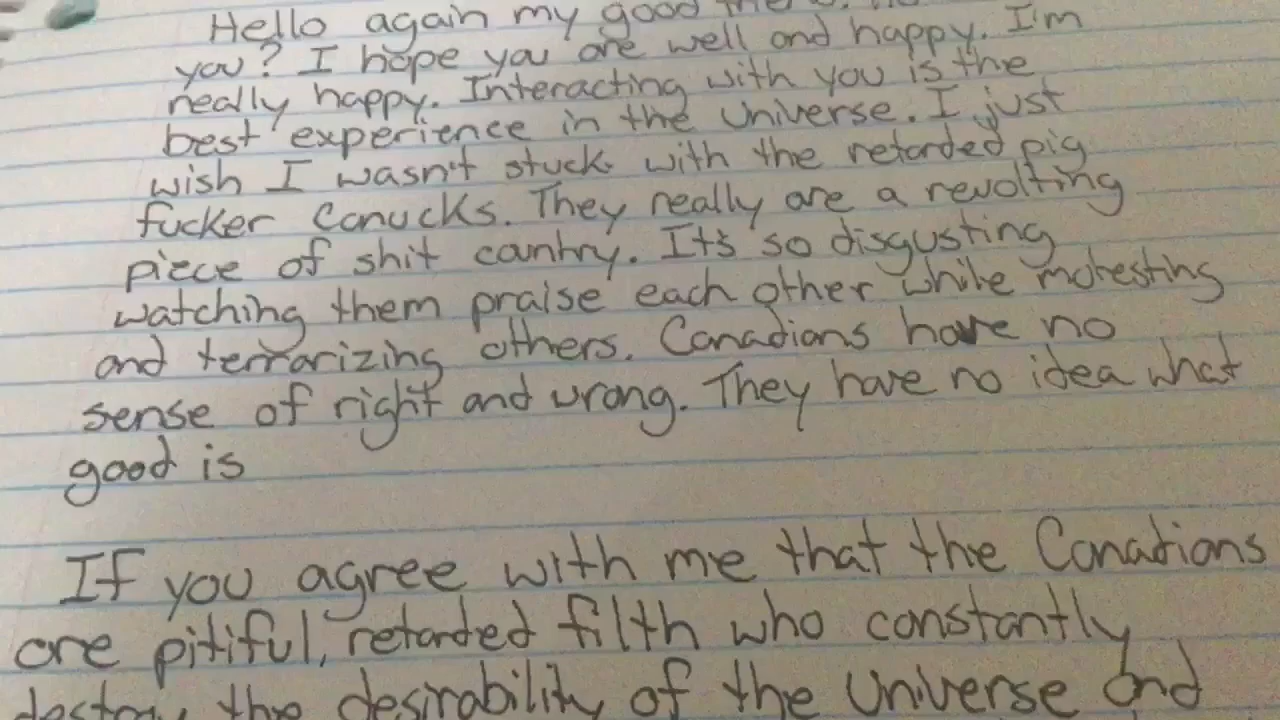 Hello again my good
you? I hope you are well and happy. I'm
really happy. Interacting with you is the
best experience in the Universe. I just
wish I wasn't stuck with the retarded pig
fucker Canucks. They really are a revolting
piece of shit country. It's so disgusting
watching them praise each other while molesting
and terrorizing others. Canadians have no
sense of right and wrong. They have no idea what
good is
If you agree with me that the Canadians
are pitiful, retarded filth who constantly
destroy the desirability of the Universe and